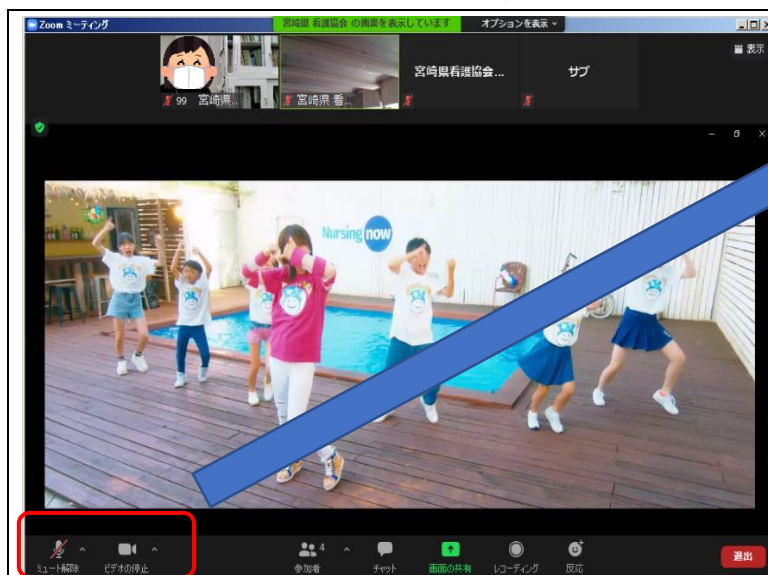 Zoom ミーティング
宮崎県 看護協会 の画面を表示しています
オプションを表示
表示
99 宮崎県...
宮崎県 看...
宮崎県看護協会...
サブ
Nursing now
ミュート解除
ビデオの停止
4
参加者
チャット
画面の共有
レコーディング
反応
退出